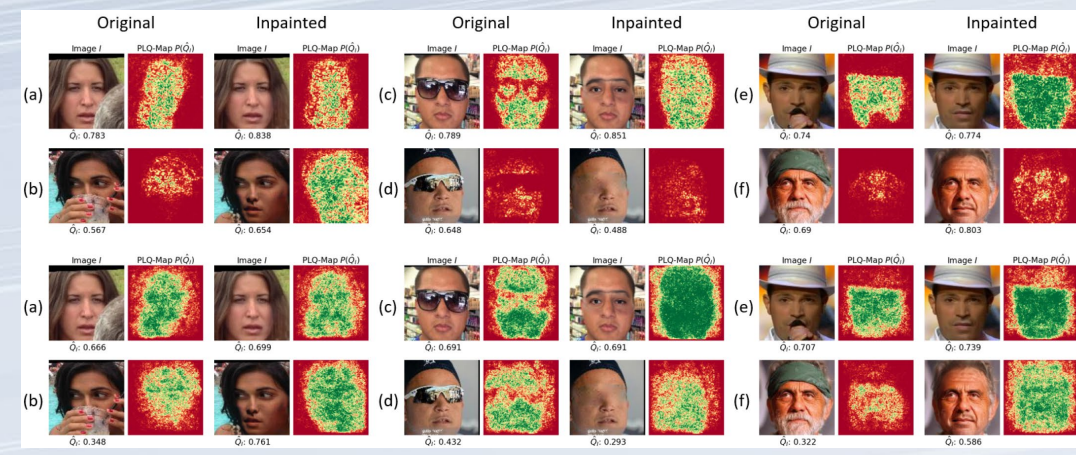 Original Inpainted Original Inpainted Original Inpainted
Image I PLQ-Map P(Q̂I) Image I PLQ-Map P(Q̂I) Image I PLQ-Map P(Q̂I) Image I PLQ-Map P(Q̂I) Image I PLQ-Map P(Q̂I) Image I PLQ-Map P(Q̂I)
(a) (c) (e)
Q̂I: 0.783 Q̂I: 0.838 Q̂I: 0.789 Q̂I: 0.851 Q̂I: 0.74 Q̂I: 0.774
(b) (d) (f)
Q̂I: 0.567 Q̂I: 0.654 Q̂I: 0.648 Q̂I: 0.488 Q̂I: 0.69 Q̂I: 0.803
Image I PLQ-Map P(Q̂I) Image I PLQ-Map P(Q̂I) Image I PLQ-Map P(Q̂I) Image I PLQ-Map P(Q̂I) Image I PLQ-Map P(Q̂I) Image I PLQ-Map P(Q̂I)
(a) (c) (e)
Q̂I: 0.666 Q̂I: 0.699 Q̂I: 0.691 Q̂I: 0.691 Q̂I: 0.707 Q̂I: 0.739
(b) (d) (f)
Q̂I: 0.348 Q̂I: 0.761 Q̂I: 0.432 Q̂I: 0.293 Q̂I: 0.322 Q̂I: 0.586